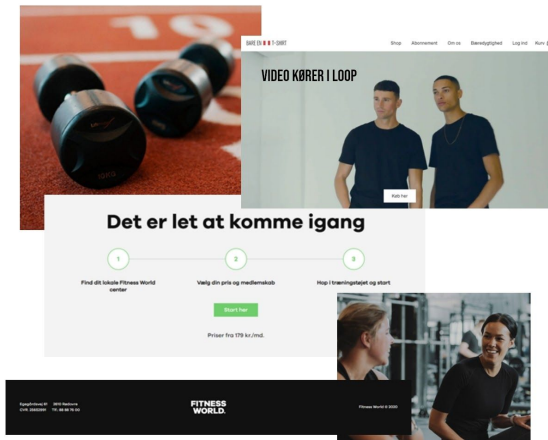 BARE EN T-SHIRT
Shop Abonnement Om os Bæredygtighed Log ind Kurv
VIDEO KØRER I LOOP
Køb her
Det er let at komme igang
1 2 3
Find dit lokale Fitness World
center
Vælg din pris og medlemskab
Hop i træningstøjet og start
Start her
Priser fra 179 kr./md.
FITNESS
WORLD.
Fitness World © 2020